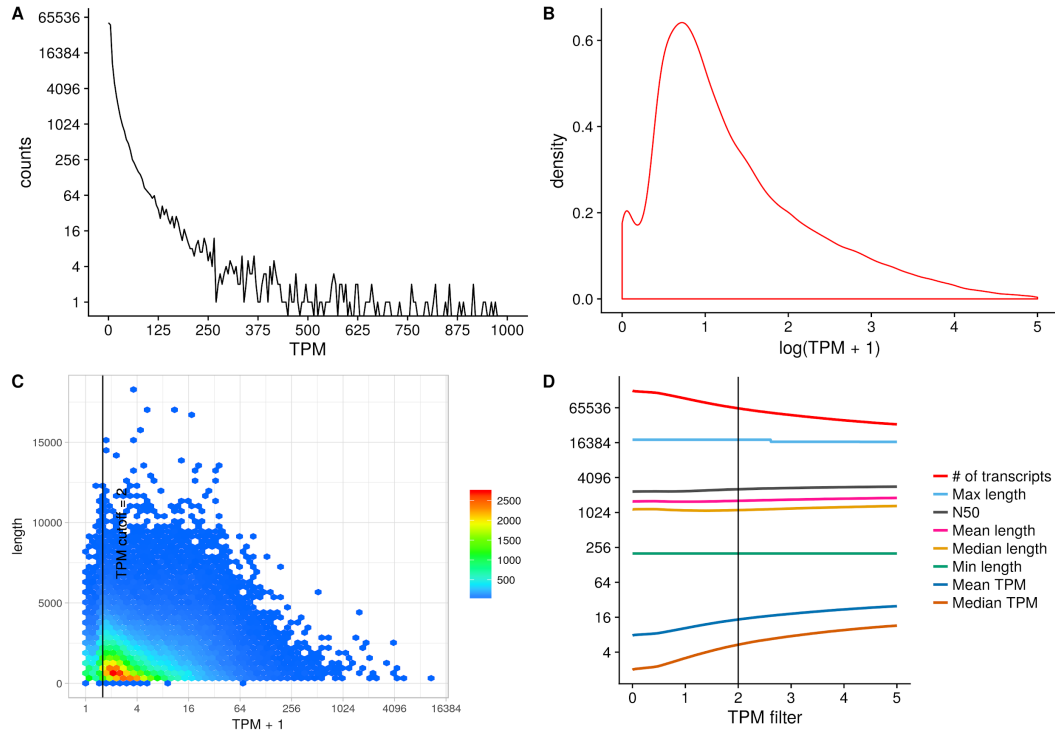 A
65536
16384
4096
1024
256
64
16
4
1
counts
0 125 250 375 500 625 750 875 1000
TPM
B
0.6
0.4
0.2
0.0
density
0 1 2 3 4 5
log(TPM + 1)
C
15000
10000
5000
0
length
TPM cutoff = 2
1 4 16 64 256 1024 4096 16384
TPM + 1
2500
2000
1500
1000
500
D
65536
16384
4096
1024
256
64
16
4
0 1 2 3 4 5
TPM filter
# of transcripts
Max length
N50
Mean length
Median length
Min length
Mean TPM
Median TPM